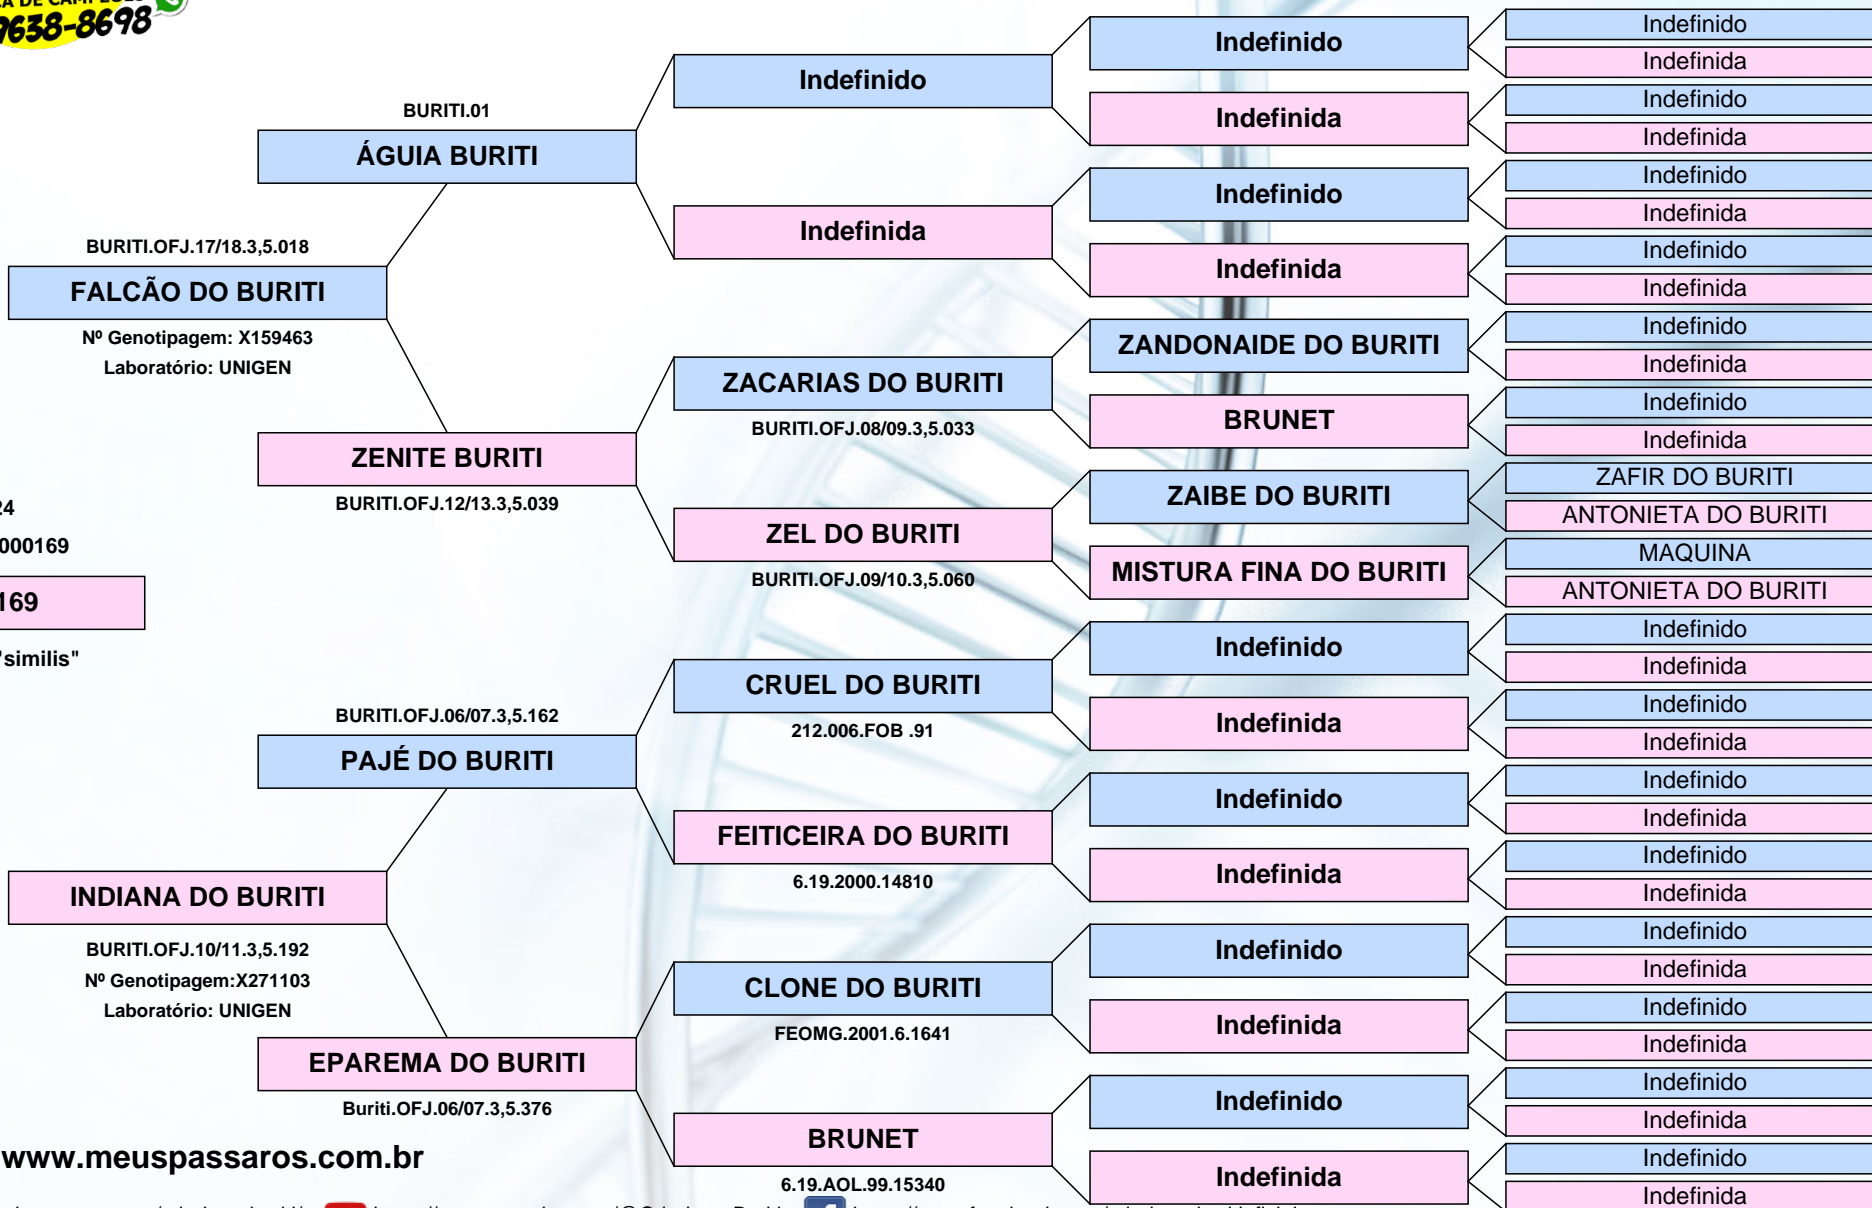 9638-8698
24
000169
169
"similis"
BURITI.OFJ.17/18.3,5.018
FALCÃO DO BURITI
Nº Genotipagem: X159463
Laboratório: UNIGEN
INDIANA DO BURITI
BURITI.OFJ.10/11.3,5.192
Nº Genotipagem:X271103
Laboratório: UNIGEN
BURITI.01
ÁGUIA BURITI
ZENITE BURITI
BURITI.OFJ.12/13.3,5.039
BURITI.OFJ.06/07.3,5.162
PAJÉ DO BURITI
EPAREMA DO BURITI
Buriti.OFJ.06/07.3,5.376
Indefinido
Indefinida
ZACARIAS DO BURITI
BURITI.OFJ.08/09.3,5.033
ZEL DO BURITI
BURITI.OFJ.09/10.3,5.060
CRUEL DO BURITI
212.006.FOB .91
FEITICEIRA DO BURITI
6.19.2000.14810
CLONE DO BURITI
FEOMG.2001.6.1641
BRUNET
6.19.AOL.99.15340
Indefinido
Indefinida
Indefinido
Indefinida
ZANDONAIDE DO BURITI
BRUNET
ZAIBE DO BURITI
MISTURA FINA DO BURITI
Indefinido
Indefinida
Indefinido
Indefinida
Indefinido
Indefinida
Indefinido
Indefinida
Indefinido
Indefinida
Indefinido
Indefinida
Indefinido
Indefinida
Indefinido
Indefinida
Indefinido
Indefinida
Indefinido
Indefinida
ZAFIR DO BURITI
ANTONIETA DO BURITI
MAQUINA
ANTONIETA DO BURITI
Indefinido
Indefinida
Indefinido
Indefinida
Indefinido
Indefinida
Indefinido
Indefinida
Indefinido
Indefinida
Indefinido
Indefinida
Indefinido
Indefinida
Indefinido
Indefinida
www.meuspassaros.com.br